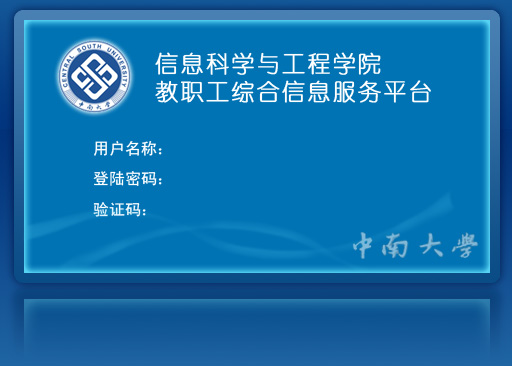 CENTRAL SOUTH UNIVERSITY
中南大学
信息科学与工程学院
教职工综合信息服务平台
用户名称：
登陆密码：
验证码：
中南大學